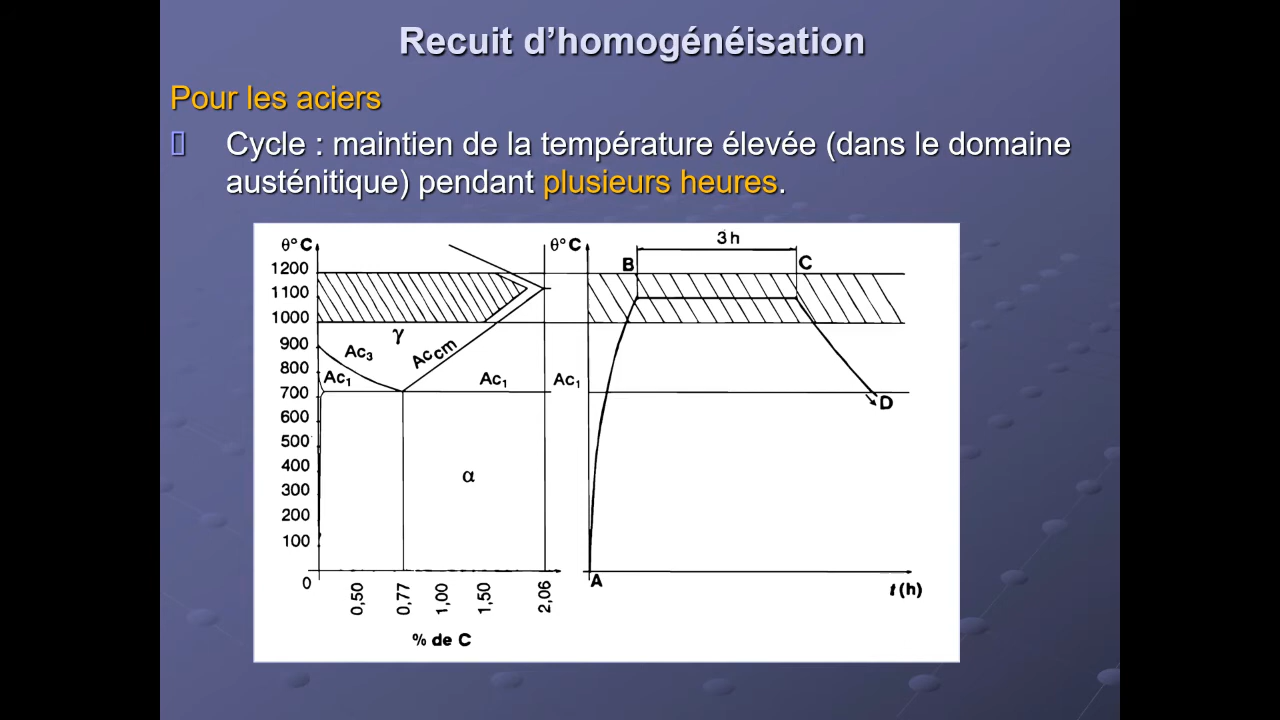 Recuit d’homogénéisation
Pour les aciers
Cycle : maintien de la température élevée (dans le domaine
austénitique) pendant plusieurs heures.
θ°C
1200
1100
1000
900
800
700
600
500
400
300
200
100
0
γ
Ac3
Accm
Ac1
Ac1
α
0,50
0,77
1,00
1,50
2,06
% de C
θ°C
3h
B
C
Ac1
D
A
t(h)